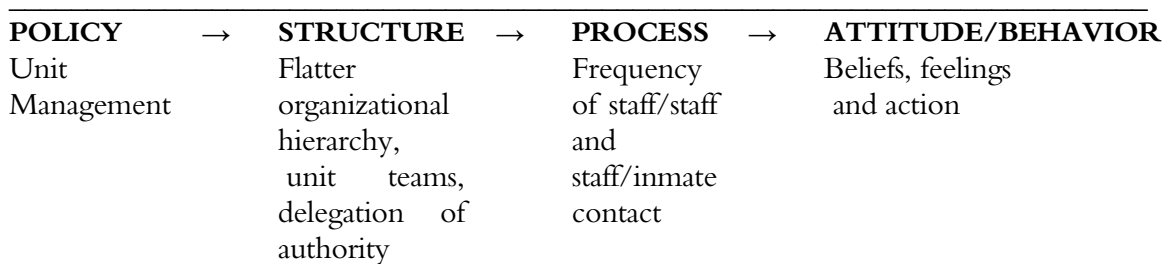 POLICY → STRUCTURE → PROCESS → ATTITUDE/BEHAVIOR
Unit Flatter Frequency Beliefs, feelings
Management organizational of staff/staff and action
hierarchy, and
unit teams, staff/inmate
delegation of contact
authority